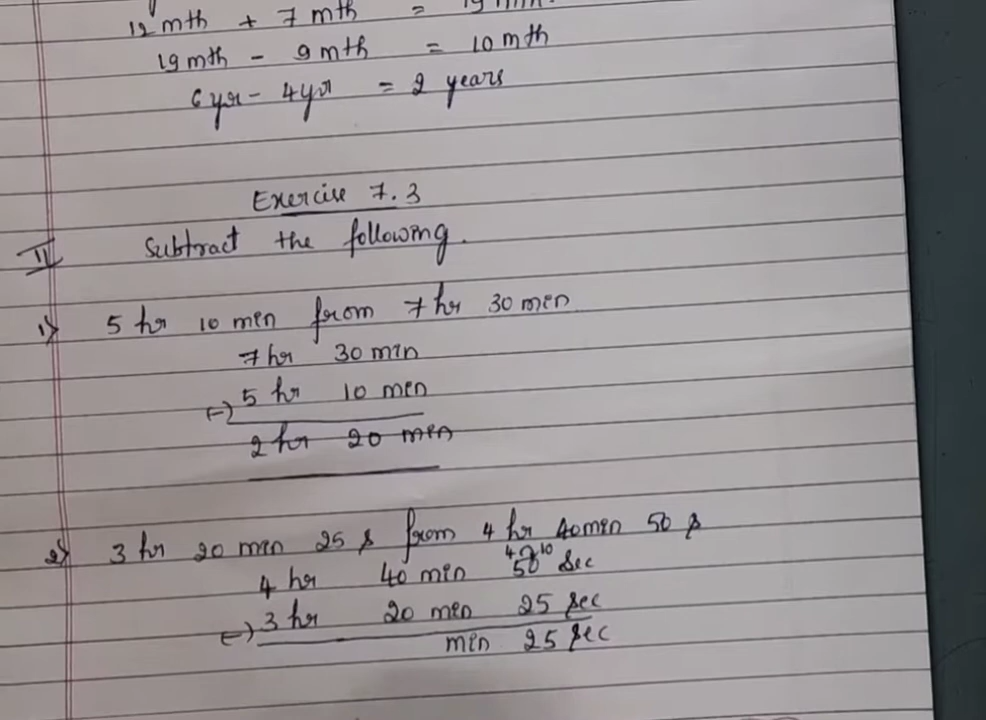 12 mth + 7 mth = 19 mth
19 mth - 9 mth = 10 mth
6 yr - 4 yr = 2 years
Exercise 7.3
II Subtract the following.
1) 5 hr 10 min from 7 hr 30 min
7 hr 30 min
(-) 5 hr 10 min
2 hr 20 min
2) 3 hr 20 min 25 s from 4 hr 40 min 50 s
4 10
4 hr 40 min 50 sec
(-) 3 hr 20 min 25 sec
min 25 sec